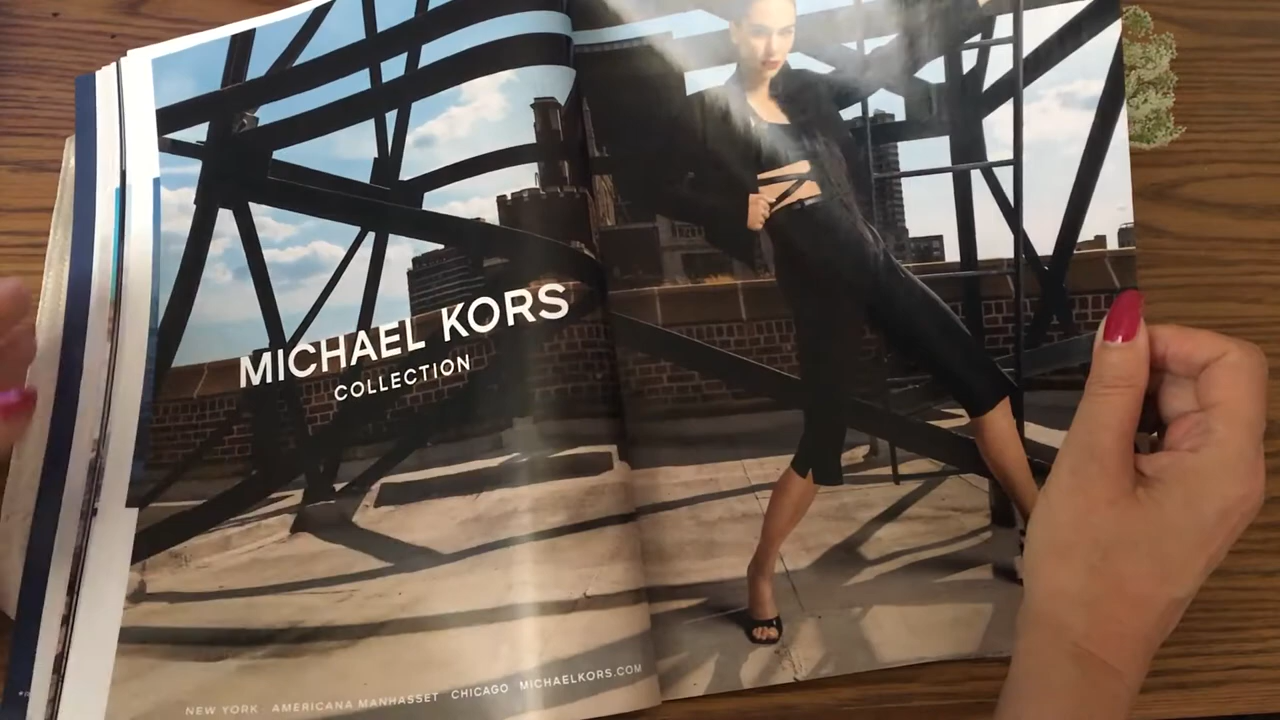 MICHAEL KORS
COLLECTION
NEW YORK AMERICANA MANHASSET CHICAGO MICHAELKORS.COM